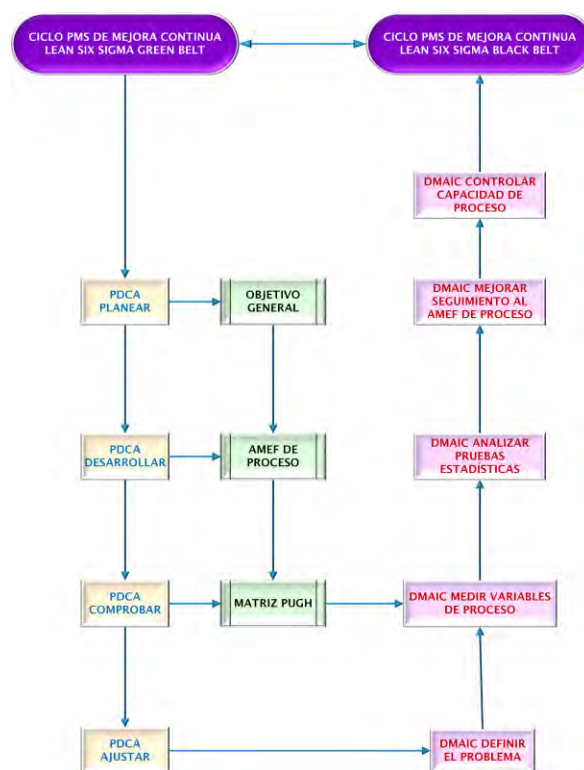 CICLO PMS DE MEJORA CONTINUA
LEAN SIX SIGMA GREEN BELT
CICLO PMS DE MEJORA CONTINUA
LEAN SIX SIGMA BLACK BELT
DMAIC CONTROLAR
CAPACIDAD DE
PROCESO
PDCA
PLANEAR
OBJETIVO
GENERAL
DMAIC MEJORAR
SEGUIMIENTO AL
AMEF DE PROCESO
PDCA
DESARROLLAR
AMEF DE
PROCESO
DMAIC ANALIZAR
PRUEBAS
ESTADÍSTICAS
PDCA
COMPROBAR
MATRIZ PUGH
DMAIC MEDIR VARIABLES
DE PROCESO
PDCA
AJUSTAR
DMAIC DEFINIR
EL PROBLEMA